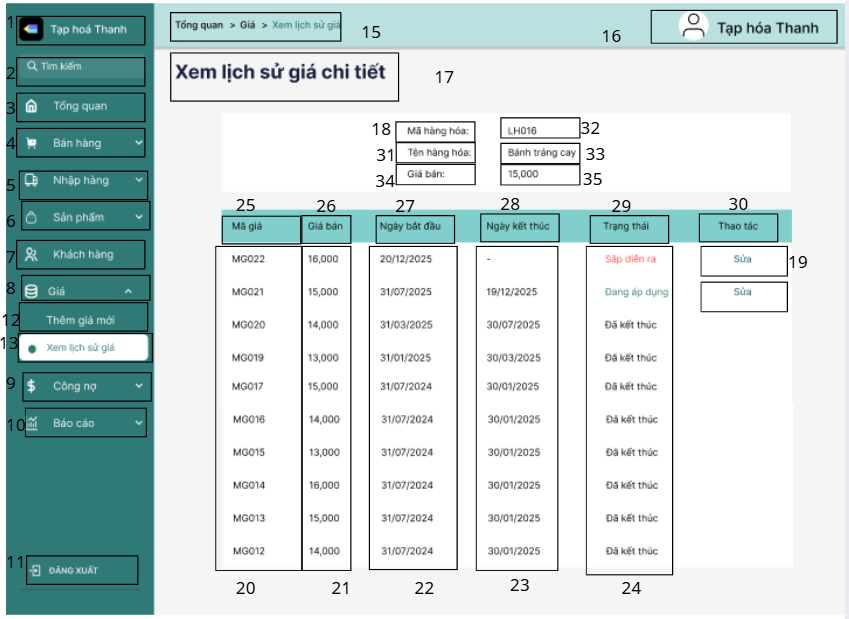 1 Tạp hoá Thanh
Tổng quan > Giá > Xem lịch sử giá
15
16
Tạp hóa Thanh
2 Tìm kiếm
Xem lịch sử giá chi tiết
17
3 Tổng quan
4 Bán hàng
5 Nhập hàng
6 Sản phẩm
7 Khách hàng
8 Giá
12 Thêm giá mới
13 Xem lịch sử giá
9 $ Công nợ
10 Báo cáo
11 ĐĂNG XUẤT
18 Mã hàng hóa: LH016 32
31 Tên hàng hóa: Bánh tráng cay 33
34 Giá bán: 15,000 35
25 26 27 28 29 30
Mã giá Giá bán Ngày bắt đầu Ngày kết thúc Trạng thái Thao tác
MG022 16,000 20/12/2025 - Sắp diễn ra Sửa 19
MG021 15,000 31/07/2025 19/12/2025 Đang áp dụng Sửa
MG020 14,000 31/03/2025 30/07/2025 Đã kết thúc
MG019 13,000 31/01/2025 30/03/2025 Đã kết thúc
MG017 15,000 31/07/2024 30/01/2025 Đã kết thúc
MG016 14,000 31/07/2024 30/01/2025 Đã kết thúc
MG015 13,000 31/07/2024 30/01/2025 Đã kết thúc
MG014 16,000 31/07/2024 30/01/2025 Đã kết thúc
MG013 15,000 31/07/2024 30/01/2025 Đã kết thúc
MG012 14,000 31/07/2024 30/01/2025 Đã kết thúc
20 21 22 23 24